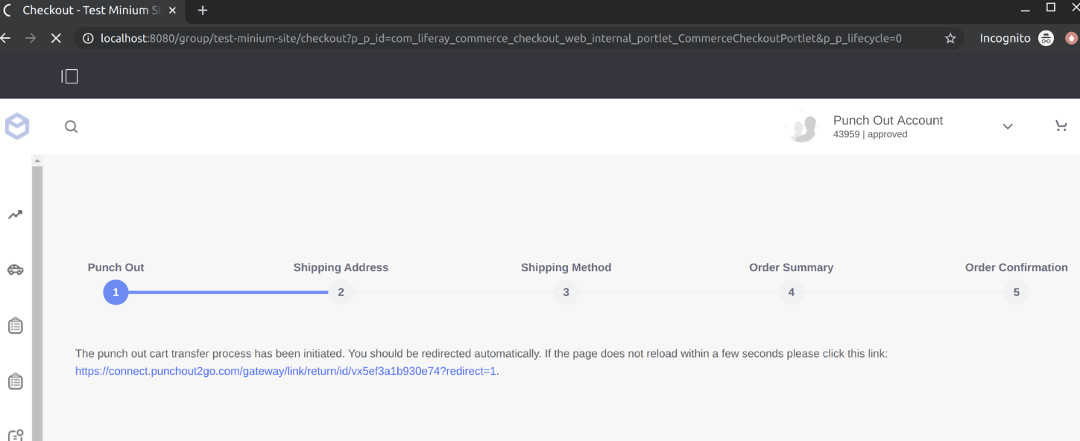 Checkout - Test Minium S
localhost:8080/group/test-minium-site/checkout?p_p_id=com_liferay_commerce_checkout_web_internal_portlet_CommerceCheckoutPortlet&p_p_lifecycle=0
Incognito
Punch Out Account
43959 | approved
Punch Out Shipping Address Shipping Method Order Summary Order Confirmation
1 2 3 4 5
The punch out cart transfer process has been initiated. You should be redirected automatically. If the page does not reload within a few seconds please click this link:
https://connect.punchout2go.com/gateway/link/return/id/vx5ef3a1b930e74?redirect=1.